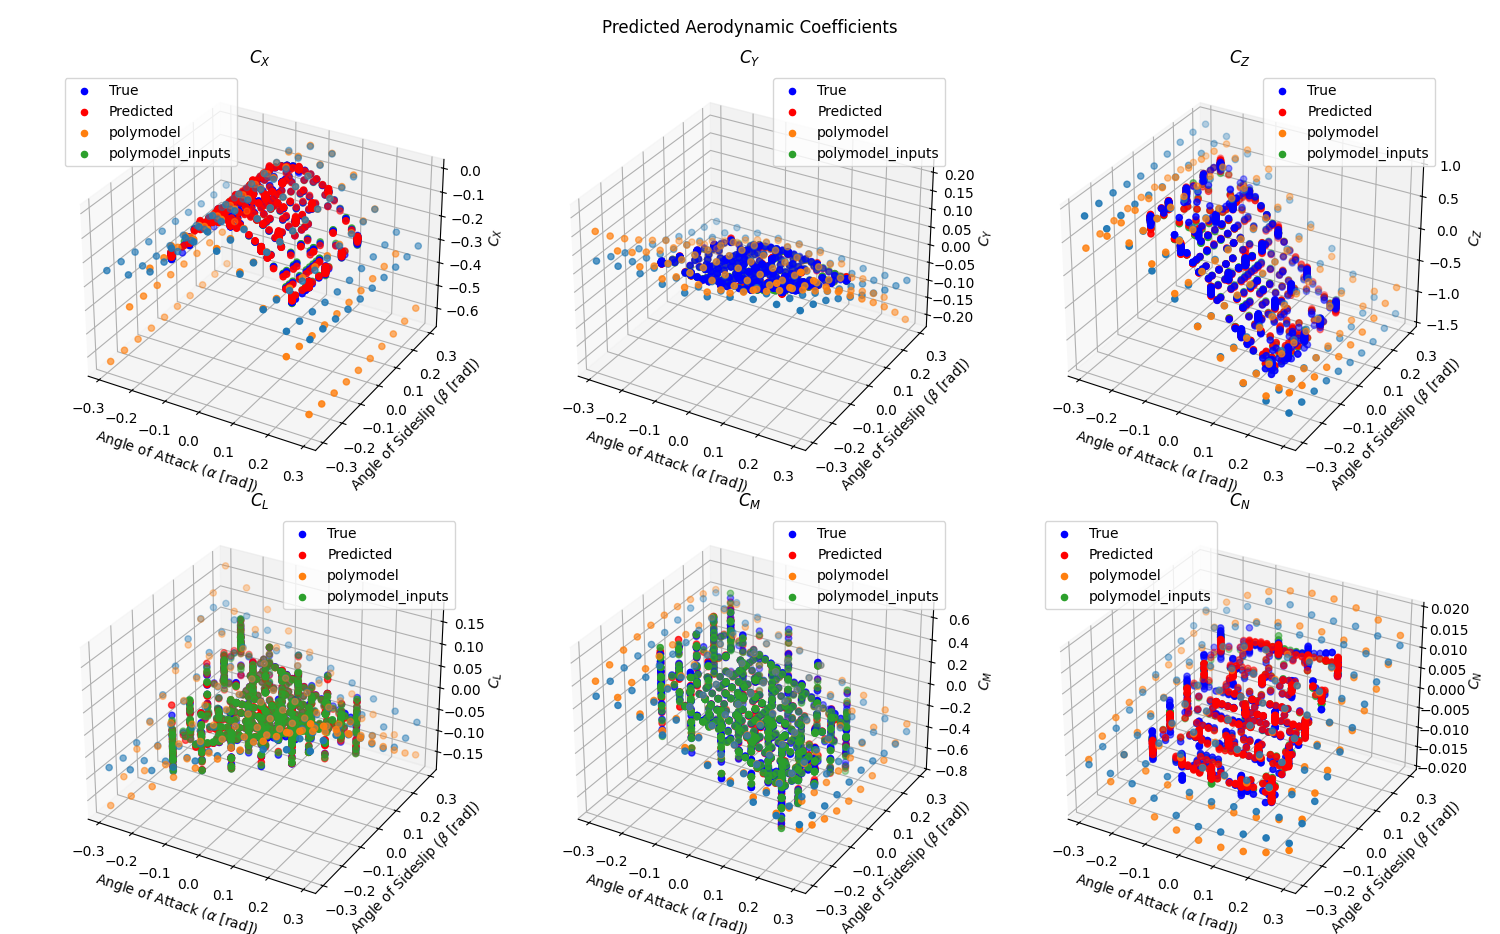 Predicted Aerodynamic Coefficients
C_X
True
Predicted
polymodel
polymodel_inputs
0.0
−0.1
−0.2
−0.3
−0.4
−0.5
−0.6
C_X
−0.3
−0.2
−0.1
0.0
0.1
0.2
0.3
Angle of Attack (α [rad])
−0.3
−0.2
−0.1
0.0
0.1
0.2
0.3
Angle of Sideslip (β [rad])
C_Y
True
Predicted
polymodel
polymodel_inputs
0.20
0.15
0.10
0.05
0.00
−0.05
−0.10
−0.15
−0.20
C_Y
−0.3
−0.2
−0.1
0.0
0.1
0.2
0.3
Angle of Attack (α [rad])
−0.3
−0.2
−0.1
0.0
0.1
0.2
0.3
Angle of Sideslip (β [rad])
C_Z
True
Predicted
polymodel
polymodel_inputs
1.0
0.5
0.0
−0.5
−1.0
−1.5
C_Z
−0.3
−0.2
−0.1
0.0
0.1
0.2
0.3
Angle of Attack (α [rad])
−0.3
−0.2
−0.1
0.0
0.1
0.2
0.3
Angle of Sideslip (β [rad])
C_L
True
Predicted
polymodel
polymodel_inputs
0.15
0.10
0.05
0.00
−0.05
−0.10
−0.15
C_L
−0.3
−0.2
−0.1
0.0
0.1
0.2
0.3
Angle of Attack (α [rad])
−0.3
−0.2
−0.1
0.0
0.1
0.2
0.3
Angle of Sideslip (β [rad])
C_M
True
Predicted
polymodel
polymodel_inputs
0.6
0.4
0.2
0.0
−0.2
−0.4
−0.6
−0.8
C_M
−0.3
−0.2
−0.1
0.0
0.1
0.2
0.3
Angle of Attack (α [rad])
−0.3
−0.2
−0.1
0.0
0.1
0.2
0.3
Angle of Sideslip (β [rad])
C_N
True
Predicted
polymodel
polymodel_inputs
0.020
0.015
0.010
0.005
0.000
−0.005
−0.010
−0.015
−0.020
C_N
−0.3
−0.2
−0.1
0.0
0.1
0.2
0.3
Angle of Attack (α [rad])
−0.3
−0.2
−0.1
0.0
0.1
0.2
0.3
Angle of Sideslip (β [rad])